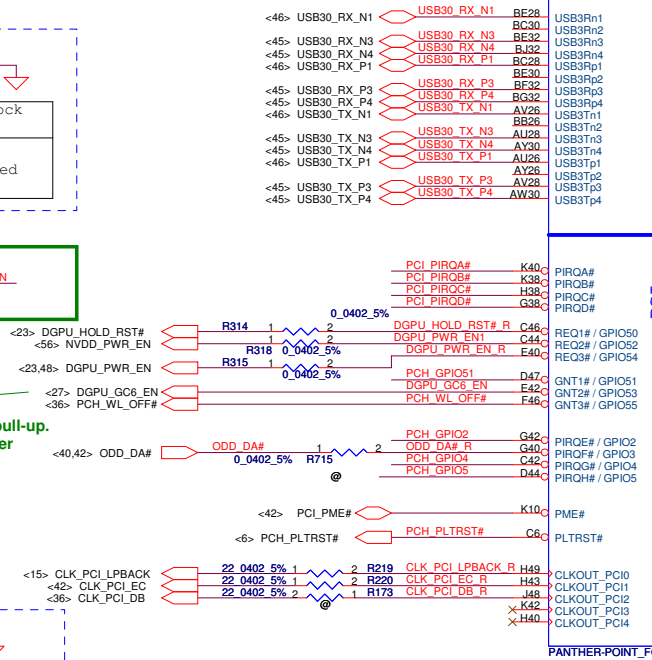 <46> USB30_RX_N1 USB30_RX_N1 BE28 USB3Rn1
BC30 USB3Rn2
<45> USB30_RX_N3 USB30_RX_N3 BE32 USB3Rn3
<45> USB30_RX_N4 USB30_RX_N4 BJ32 USB3Rn4
<46> USB30_RX_P1 USB30_RX_P1 BC28 USB3Rp1
BE30 USB3Rp2
<45> USB30_RX_P3 USB30_RX_P3 BF32 USB3Rp3
<45> USB30_RX_P4 USB30_RX_P4 BG32 USB3Rp4
<46> USB30_TX_N1 USB30_TX_N1 AV26 USB3Tn1
BB26 USB3Tn2
<45> USB30_TX_N3 USB30_TX_N3 AU28 USB3Tn3
<45> USB30_TX_N4 USB30_TX_N4 AY30 USB3Tn4
<46> USB30_TX_P1 USB30_TX_P1 AU26 USB3Tp1
AY26 USB3Tp2
<45> USB30_TX_P3 USB30_TX_P3 AV28 USB3Tp3
<45> USB30_TX_P4 USB30_TX_P4 AW30 USB3Tp4
ock
ed
N
PCI_PIRQA# K40 PIRQA#
PCI_PIRQB# K38 PIRQB#
PCI_PIRQC# H38 PIRQC#
PCI_PIRQD# G38 PIRQD#
0_0402_5%
<23> DGPU_HOLD_RST# R314 1 2 DGPU_HOLD_RST#_R C46 REQ1# / GPIO50
<56> NVDD_PWR_EN R318 1 0_0402_5% 2 DGPU_PWR_EN1 C44 REQ2# / GPIO52
DGPU_PWR_EN_R E40 REQ3# / GPIO54
<23,48> DGPU_PWR_EN R315 1 2
0_0402_5%
PCH_GPIO51 D47 GNT1# / GPIO51
<27> DGPU_GC6_EN DGPU_GC6_EN E42 GNT2# / GPIO53
<36> PCH_WL_OFF# PCH_WL_OFF# F46 GNT3# / GPIO55
pull-up.
er
PCH_GPIO2 G42 PIRQE# / GPIO2
<40,42> ODD_DA# ODD_DA# 1 2 ODD_DA#_R G40 PIRQF# / GPIO3
0_0402_5% R715 PCH_GPIO4 C42 PIRQG# / GPIO4
@ PCH_GPIO5 D44 PIRQH# / GPIO5
<42> PCI_PME# K10 PME#
<6> PCH_PLTRST# PCH_PLTRST# C6 PLTRST#
<15> CLK_PCI_LPBACK 22_0402_5% 1 2 R219 CLK_PCI_LPBACK_R H49 CLKOUT_PCI0
<42> CLK_PCI_EC 22_0402_5% 1 2 R220 CLK_PCI_EC_R H43 CLKOUT_PCI1
<36> CLK_PCI_DB 22_0402_5% 2 1 R173 CLK_PCI_DB_R J48 CLKOUT_PCI2
@ K42 CLKOUT_PCI3
H40 CLKOUT_PCI4